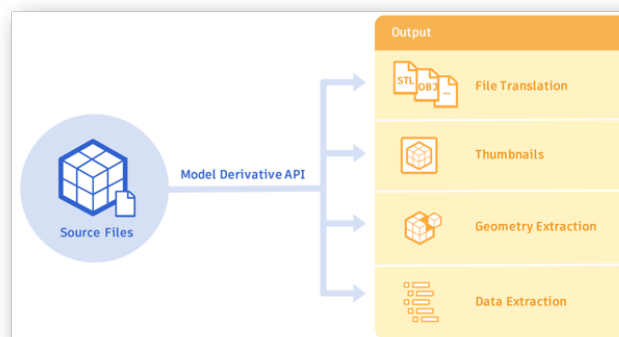 Output
STL
OBJ
...
File Translation
Model Derivative API
Thumbnails
Source Files
Geometry Extraction
Data Extraction